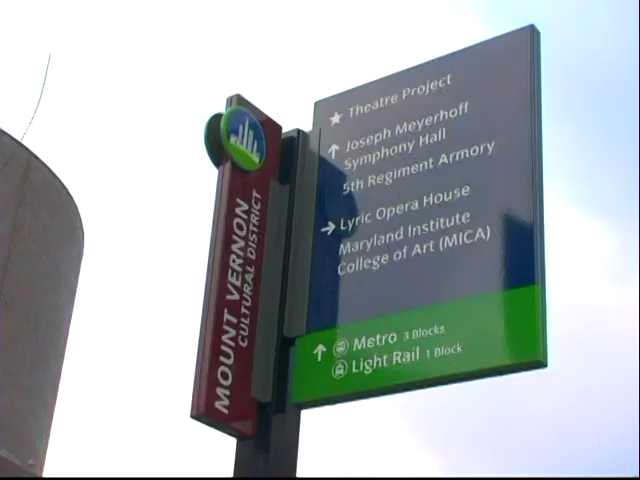 MOUNT VERNON
CULTURAL DISTRICT
Theatre Project
Joseph Meyerhoff
Symphony Hall
5th Regiment Armory
Lyric Opera House
Maryland Institute
College of Art (MICA)
Metro 3 Blocks
Light Rail 1 Block